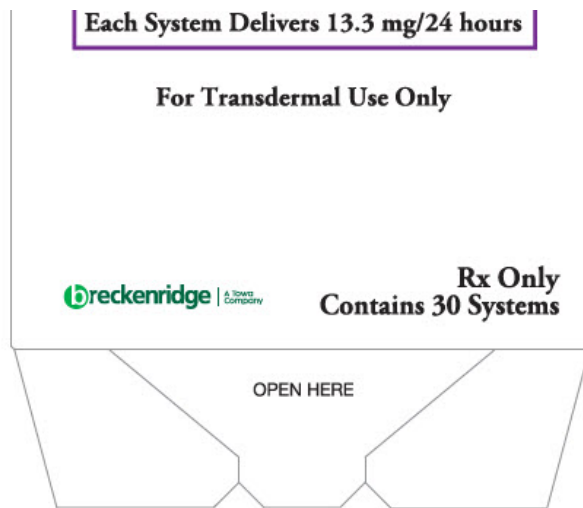 Each System Delivers 13.3 mg/24 hours
For Transdermal Use Only
breckenridge
A Towa
Company
Rx Only
Contains 30 Systems
OPEN HERE